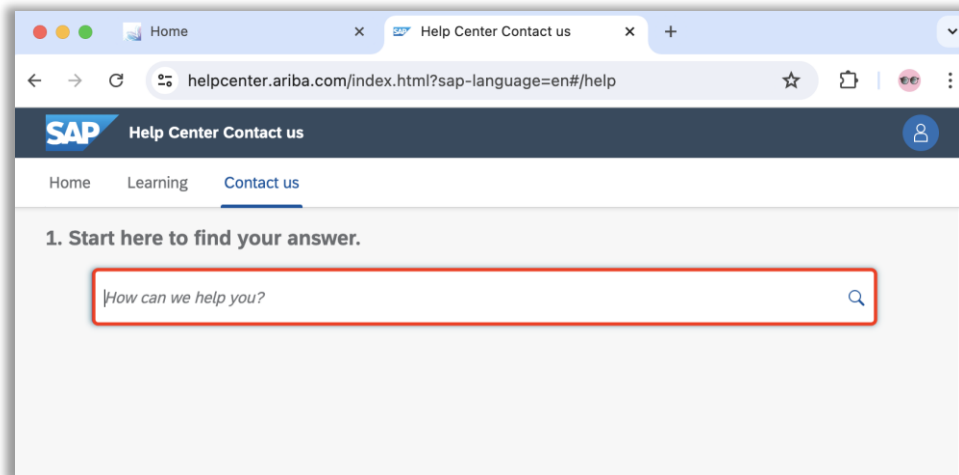 Home
Help Center Contact us
helpcenter.ariba.com/index.html?sap-language=en#/help
SAP Help Center Contact us
Home Learning Contact us
1. Start here to find your answer.
How can we help you?